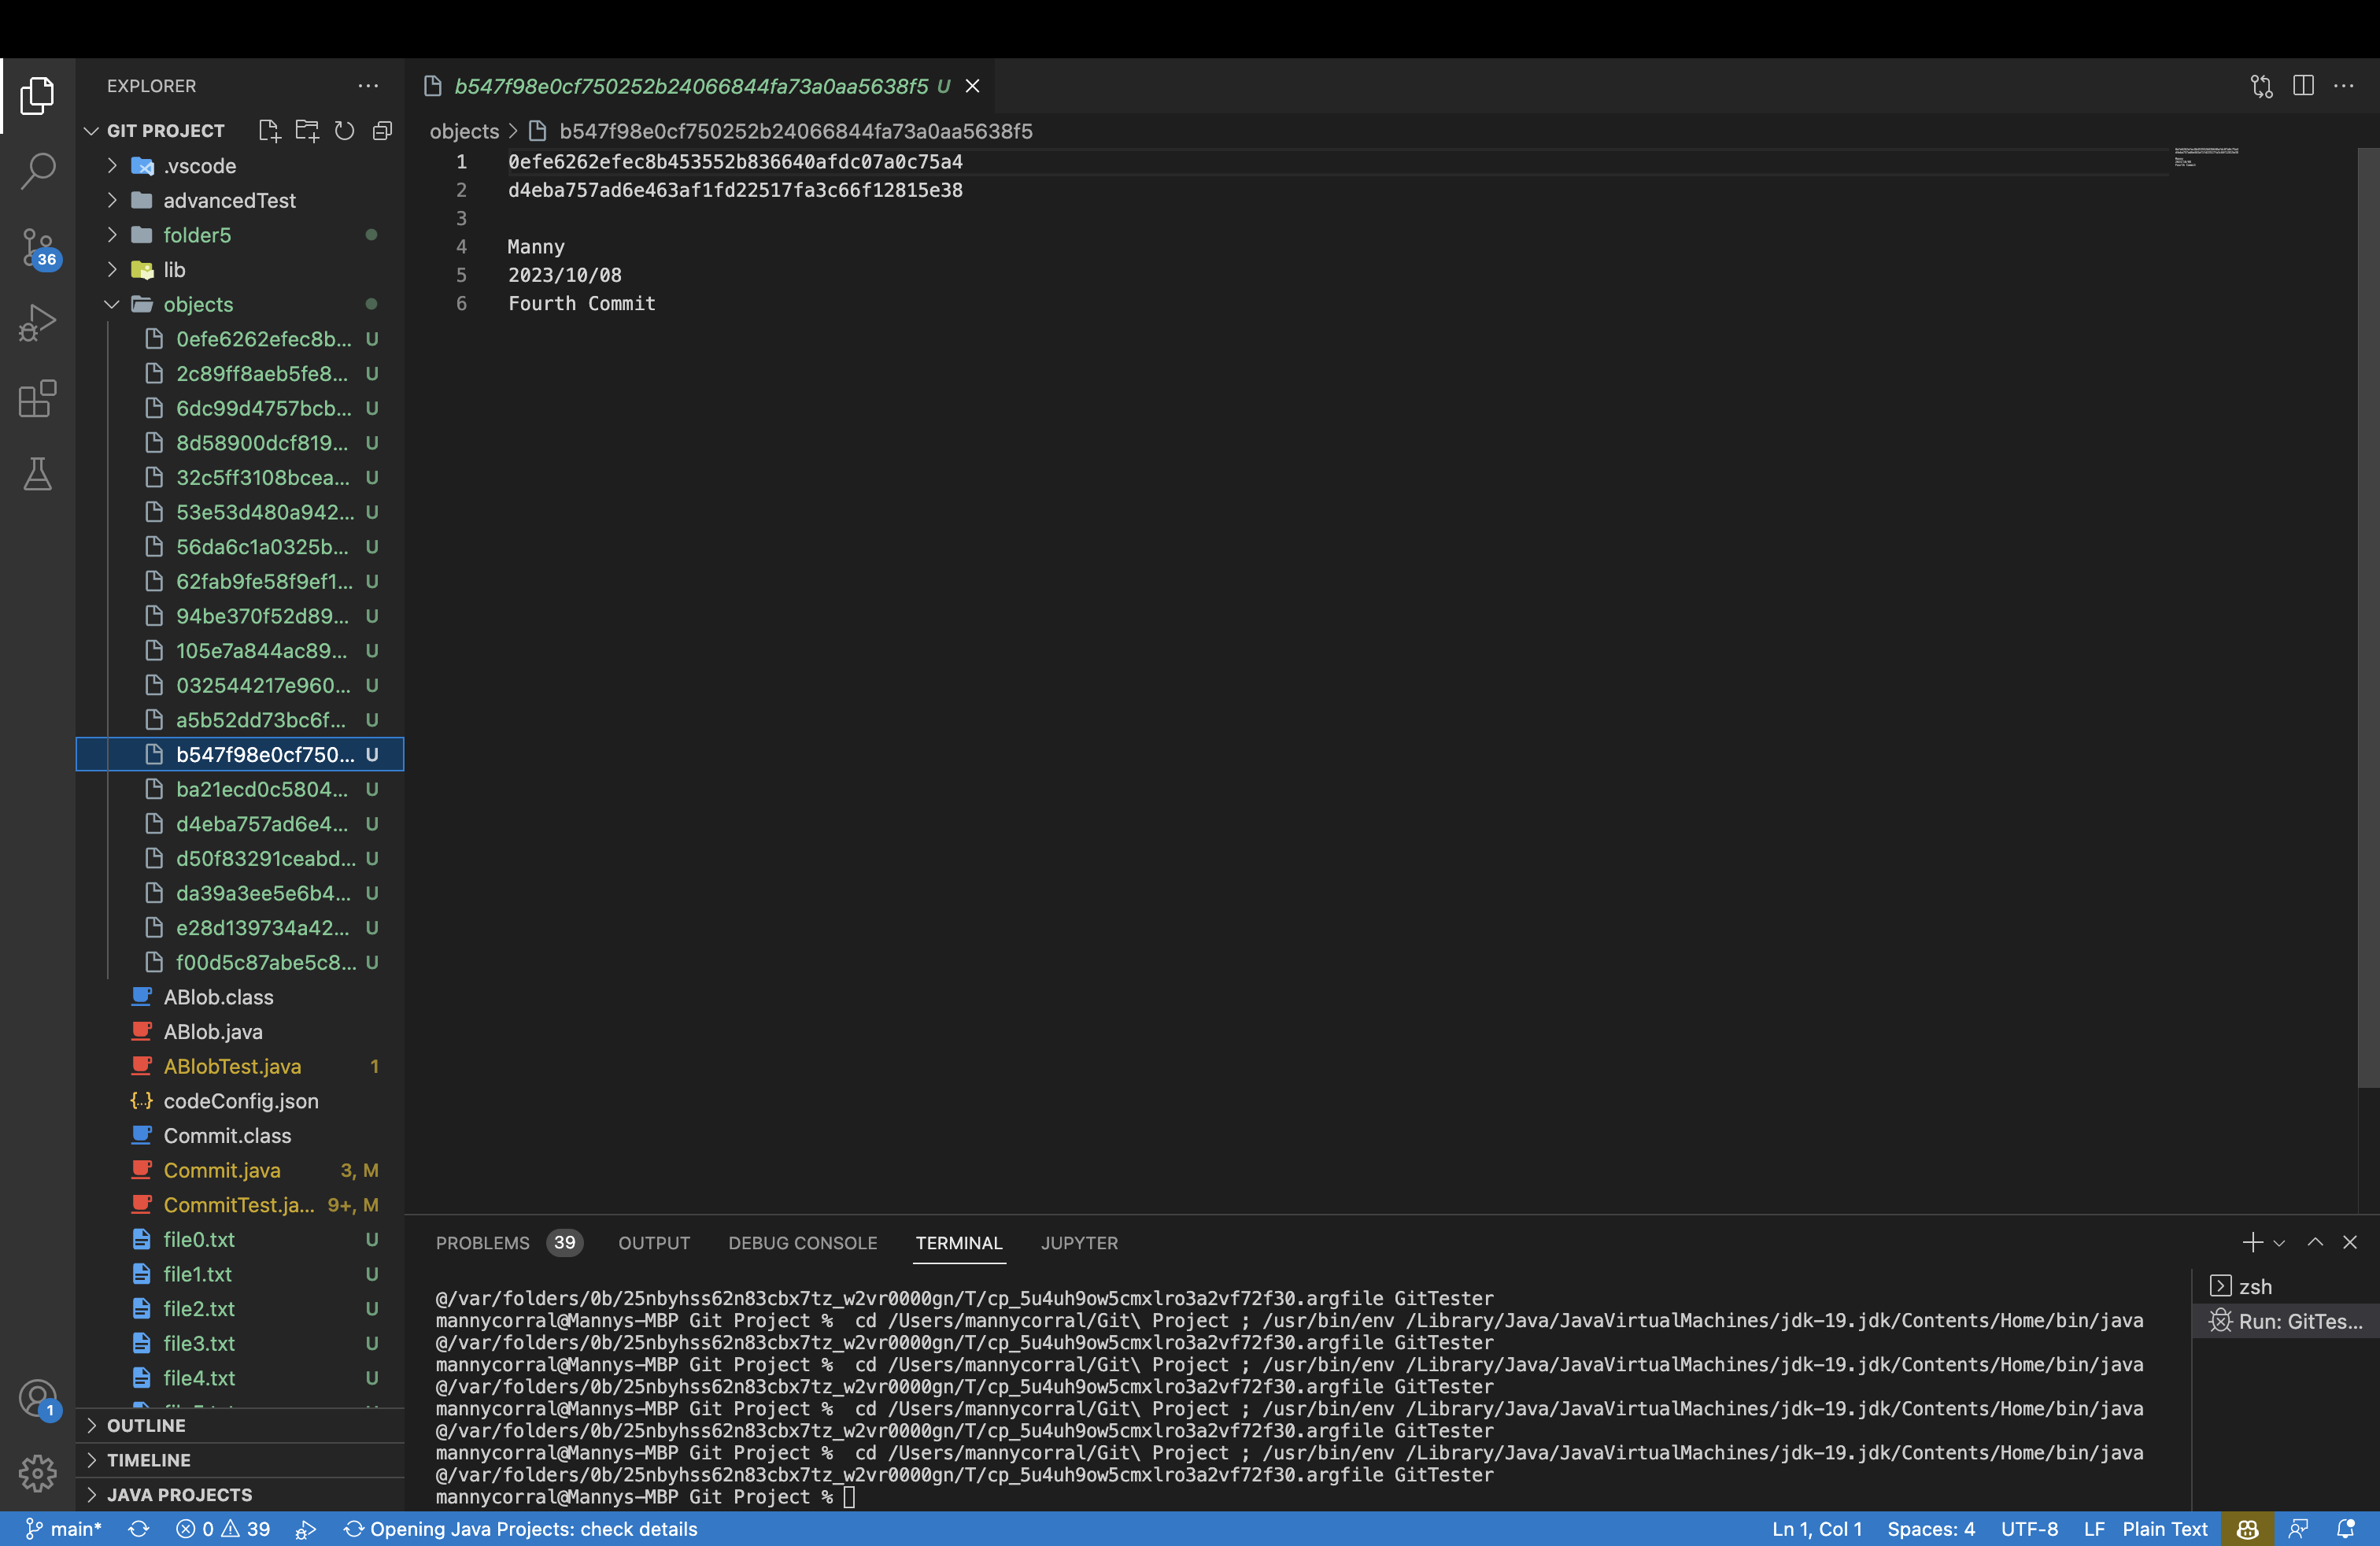 EXPLORER
b547f98e0cf750252b24066844fa73a0aa5638f5 U
GIT PROJECT
objects > b547f98e0cf750252b24066844fa73a0aa5638f5
.vscode
advancedTest
folder5
lib
objects
0efe6262efec8b... U
2c89ff8aeb5fe8... U
6dc99d4757bcb... U
8d58900dcf819... U
32c5ff3108bcea... U
53e53d480a942... U
56da6c1a0325b... U
62fab9fe58f9ef1... U
94be370f52d89... U
105e7a844ac89... U
032544217e960... U
a5b52dd73bc6f... U
b547f98e0cf750... U
ba21ecd0c5804... U
d4eba757ad6e4... U
d50f83291ceabd... U
da39a3ee5e6b4... U
e28d139734a42... U
f00d5c87abe5c8... U
ABlob.class
ABlob.java
ABlobTest.java 1
codeConfig.json
Commit.class
Commit.java 3, M
CommitTest.ja... 9+, M
file0.txt U
file1.txt U
file2.txt U
file3.txt U
file4.txt U
OUTLINE
TIMELINE
JAVA PROJECTS
36
1
1 0efe6262efec8b453552b836640afdc07a0c75a4
2 d4eba757ad6e463af1fd22517fa3c66f12815e38
3
4 Manny
5 2023/10/08
6 Fourth Commit
PROBLEMS 39 OUTPUT DEBUG CONSOLE TERMINAL JUPYTER
@/var/folders/0b/25nbyhss62n83cbx7tz_w2vr0000gn/T/cp_5u4uh9ow5cmxlro3a2vf72f30.argfile GitTester
mannycorral@Mannys-MBP Git Project %  cd /Users/mannycorral/Git\ Project ; /usr/bin/env /Library/Java/JavaVirtualMachines/jdk-19.jdk/Contents/Home/bin/java
@/var/folders/0b/25nbyhss62n83cbx7tz_w2vr0000gn/T/cp_5u4uh9ow5cmxlro3a2vf72f30.argfile GitTester
mannycorral@Mannys-MBP Git Project %  cd /Users/mannycorral/Git\ Project ; /usr/bin/env /Library/Java/JavaVirtualMachines/jdk-19.jdk/Contents/Home/bin/java
@/var/folders/0b/25nbyhss62n83cbx7tz_w2vr0000gn/T/cp_5u4uh9ow5cmxlro3a2vf72f30.argfile GitTester
mannycorral@Mannys-MBP Git Project %  cd /Users/mannycorral/Git\ Project ; /usr/bin/env /Library/Java/JavaVirtualMachines/jdk-19.jdk/Contents/Home/bin/java
@/var/folders/0b/25nbyhss62n83cbx7tz_w2vr0000gn/T/cp_5u4uh9ow5cmxlro3a2vf72f30.argfile GitTester
mannycorral@Mannys-MBP Git Project %  cd /Users/mannycorral/Git\ Project ; /usr/bin/env /Library/Java/JavaVirtualMachines/jdk-19.jdk/Contents/Home/bin/java
@/var/folders/0b/25nbyhss62n83cbx7tz_w2vr0000gn/T/cp_5u4uh9ow5cmxlro3a2vf72f30.argfile GitTester
mannycorral@Mannys-MBP Git Project %
zsh
Run: GitTes...
main* 0 39 Opening Java Projects: check details Ln 1, Col 1 Spaces: 4 UTF-8 LF Plain Text